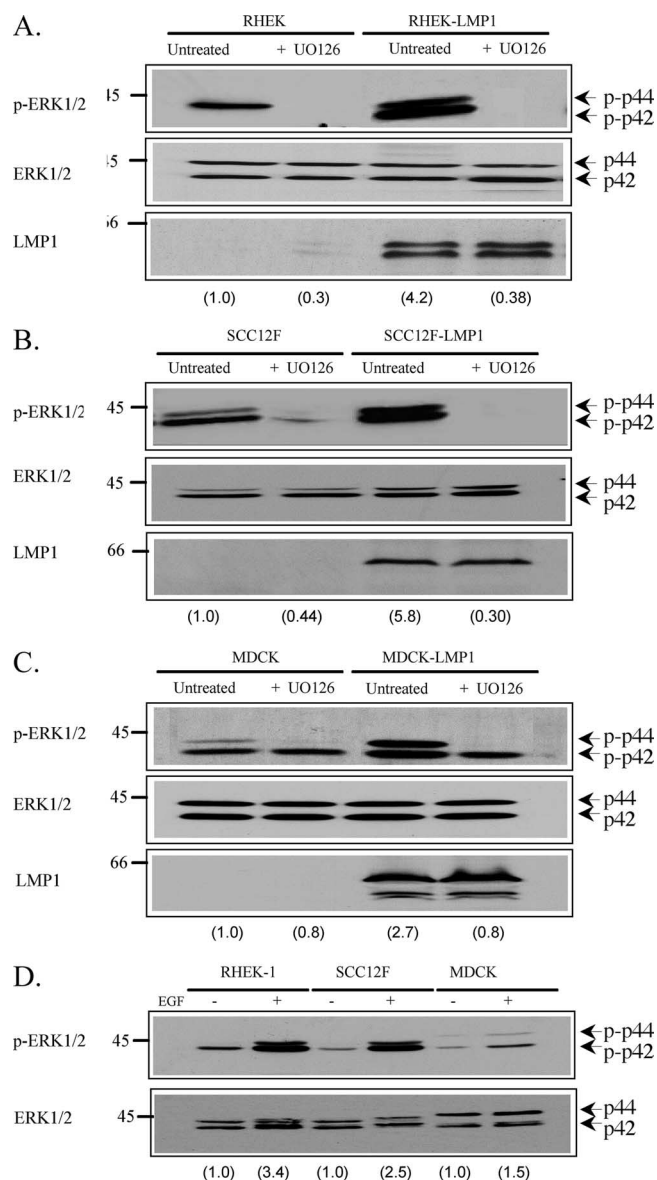 A.
RHEK RHEK-LMP1
Untreated + UO126 Untreated + UO126
p-ERK1/2 45 p-p44
p-p42
ERK1/2 45 p44
p42
LMP1 66
(1.0) (0.3) (4.2) (0.38)
B.
SCC12F SCC12F-LMP1
Untreated + UO126 Untreated + UO126
p-ERK1/2 45 p-p44
p-p42
ERK1/2 45 p44
p42
LMP1 66
(1.0) (0.44) (5.8) (0.30)
C.
MDCK MDCK-LMP1
Untreated + UO126 Untreated + UO126
p-ERK1/2 45 p-p44
p-p42
ERK1/2 45 p44
p42
LMP1 66
(1.0) (0.8) (2.7) (0.8)
D.
RHEK-1 SCC12F MDCK
EGF - + - + - +
p-ERK1/2 45 p-p44
p-p42
ERK1/2 45 p44
p42
(1.0) (3.4) (1.0) (2.5) (1.0) (1.5)